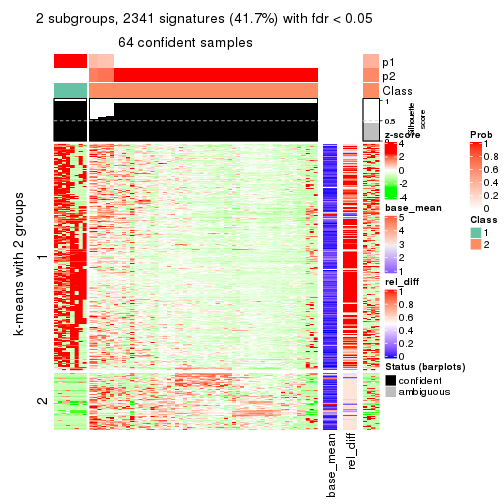 2 subgroups, 2341 signatures (41.7%) with fdr < 0.05
64 confident samples
p1
p2
Class
1
0.5
0
Silhouette
score
k-means with 2 groups
1
2
base_mean
rel_diff
z-score
4
2
0
-2
-4
base_mean
5
4
3
2
1
rel_diff
1
0.8
0.6
0.4
0.2
0
Status (barplots)
confident
ambiguous
Prob
1
0.8
0.6
0.4
0.2
0
Class
1
2